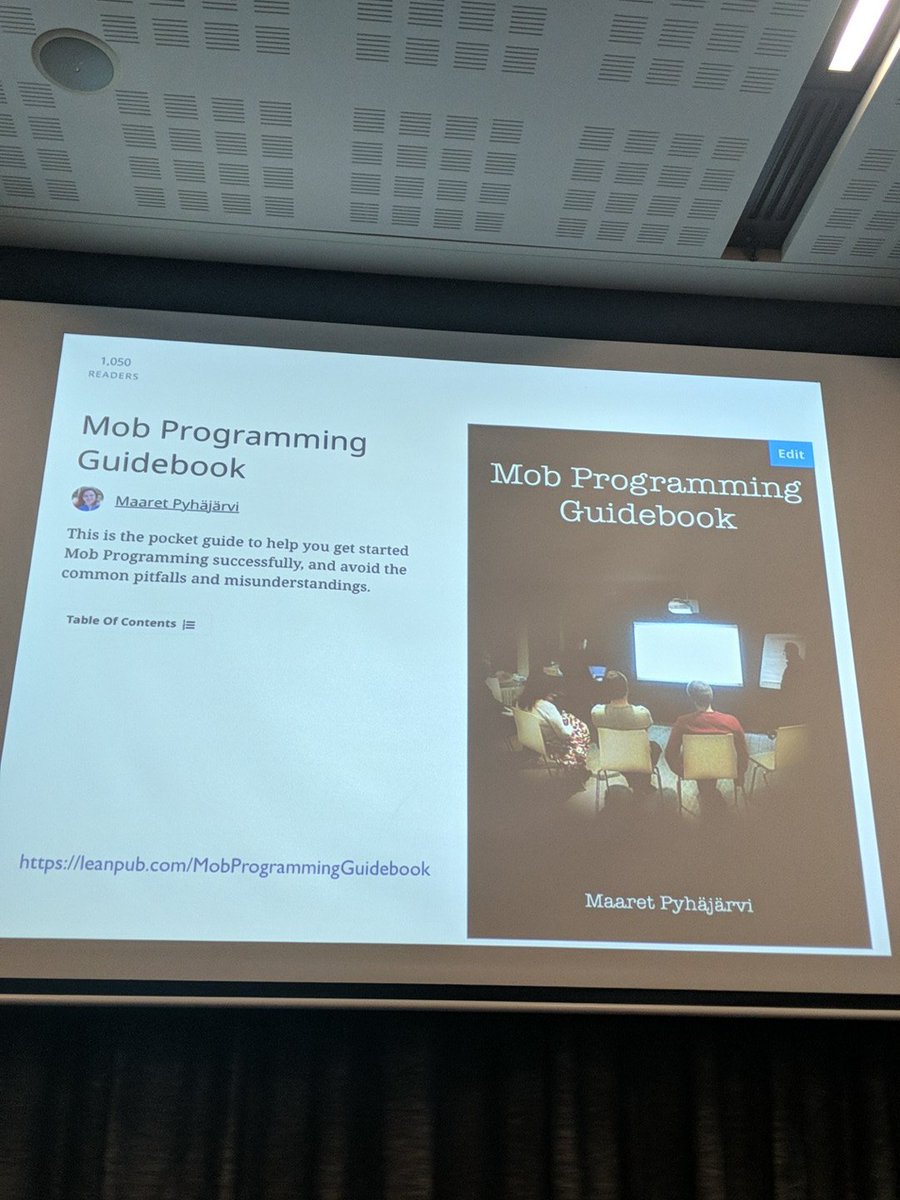 1,050
READERS
Mob Programming
Guidebook
Maaret Pyhäjärvi
This is the pocket guide to help you get started
Mob Programming successfully, and avoid the
common pitfalls and misunderstandings.
Table Of Contents
https://leanpub.com/MobProgrammingGuidebook
Edit
Mob Programming
Guidebook
Maaret Pyhäjärvi